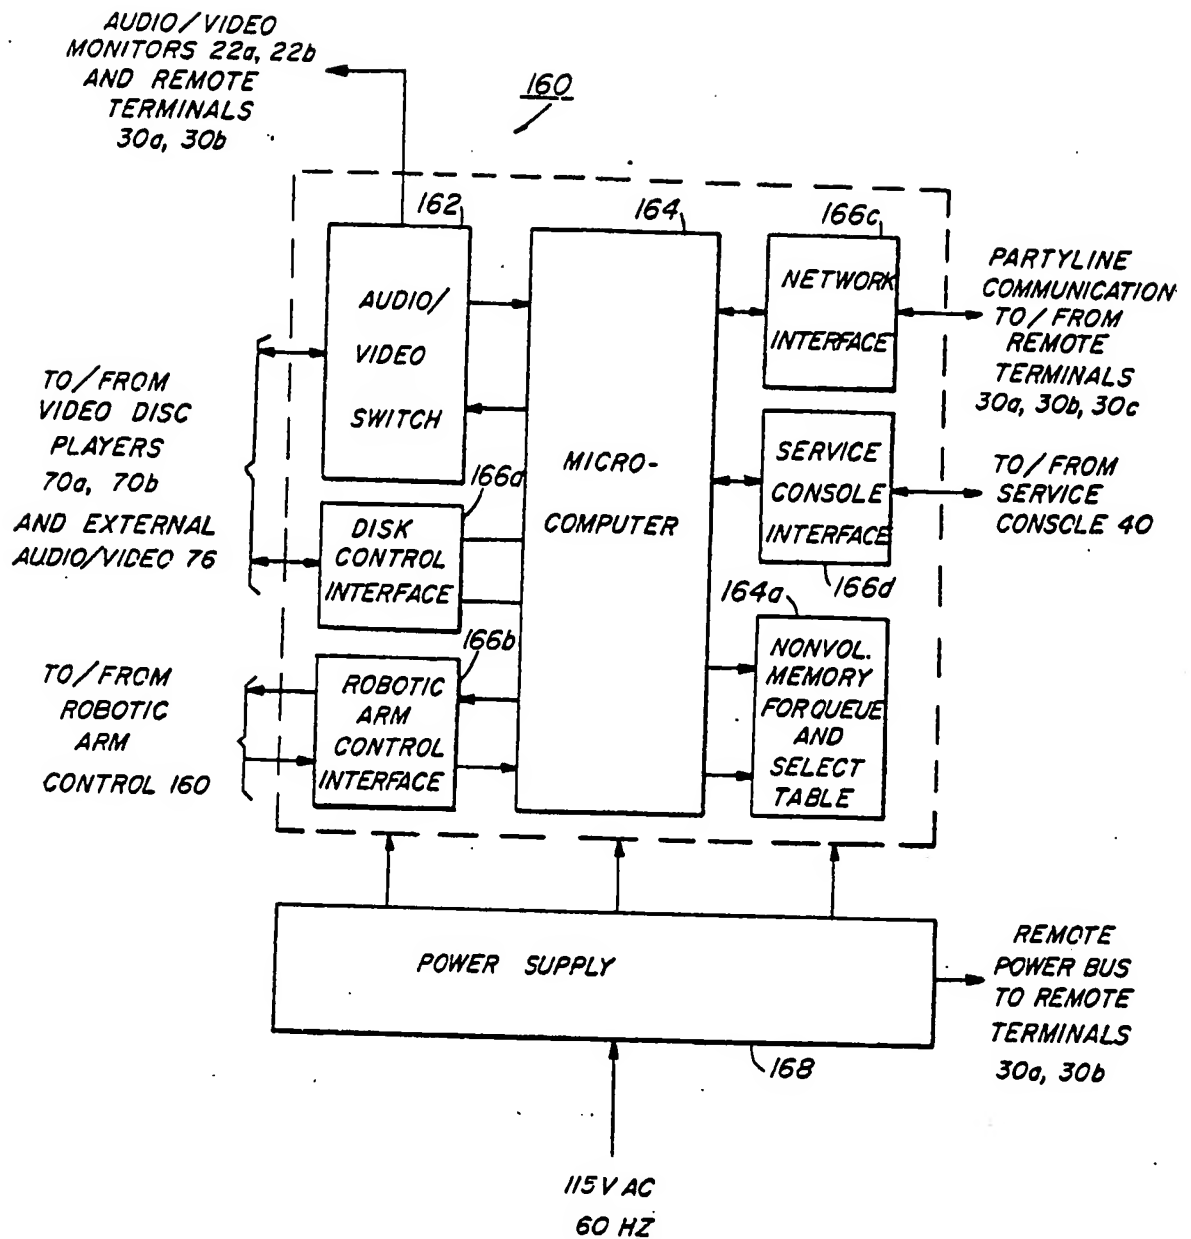 AUDIO/VIDEO
MONITORS 22a, 22b
AND REMOTE
TERMINALS
30a, 30b
160
162
164
166c
AUDIO/
VIDEO
SWITCH
MICRO-
COMPUTER
NETWORK
INTERFACE
PARTYLINE
COMMUNICATION
TO/FROM
REMOTE
TERMINALS
30a, 30b, 30c
TO/FROM
VIDEO DISC
PLAYERS
70a, 70b
AND EXTERNAL
AUDIO/VIDEO 76
166a
DISK
CONTROL
INTERFACE
SERVICE
CONSOLE
INTERFACE
166d
TO/FROM
SERVICE
CONSOLE 40
TO/FROM
ROBOTIC
ARM
CONTROL 160
166b
ROBOTIC
ARM
CONTROL
INTERFACE
164a
NONVOL.
MEMORY
FOR QUEUE
AND
SELECT
TABLE
POWER SUPPLY
168
REMOTE
POWER BUS
TO REMOTE
TERMINALS
30a, 30b
115V AC
60 HZ